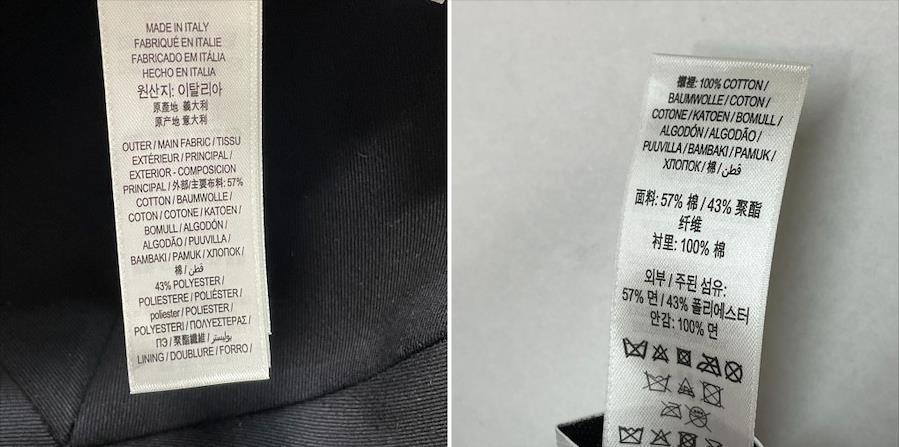 MADE IN ITALY
FABRIQUÉ EN ITALIE
FABRICADO EM ITÁLIA
HECHO EN ITALIA
원산지: 이탈리아
原產地 義大利
原产地 意大利
OUTER / MAIN FABRIC / TISSU
EXTÉRIEUR / PRINCIPAL /
EXTERIOR - COMPOSICION
PRINCIPAL / 外部/主要布料: 57%
COTTON / BAUMWOLLE /
COTON / COTONE / KATOEN /
BOMULL / ALGODÓN /
ALGODÃO / PUUVILLA /
BAMBAKI / PAMUK / ХЛОПОК /
棉 / قطن /
43% POLYESTER /
POLIESTERE / POLIÉSTER /
poliester / POLIESTER /
POLYESTERI / ΠΟΛΥΕΣΤΕΡΑΣ /
ПЭ / 聚酯纖維 / بوليستر /
LINING / DOUBLURE / FORRO /
襯裡: 100% COTTON /
BAUMWOLLE / COTON /
COTONE / KATOEN / BOMULL /
ALGODÓN / ALGODÃO /
PUUVILLA / BAMBAKI / PAMUK /
ХЛОПОК / 棉 / قطن /
面料: 57% 棉 / 43% 聚酯
纤维
衬里: 100% 棉
외부 / 주된 섬유:
57% 면 / 43% 폴리에스터
안감: 100% 면